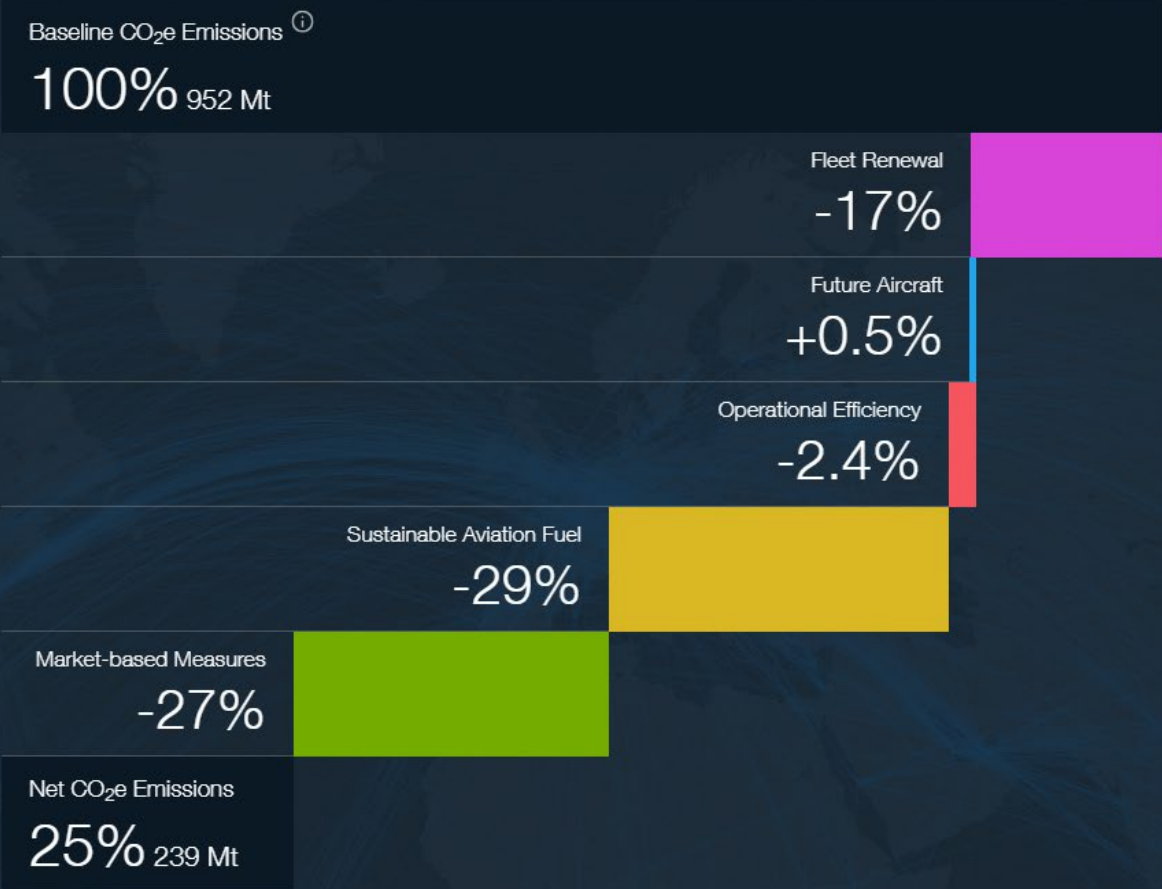 Baseline CO₂e Emissions
100% 952 Mt
Fleet Renewal
-17%
Future Aircraft
+0.5%
Operational Efficiency
-2.4%
Sustainable Aviation Fuel
-29%
Market-based Measures
-27%
Net CO₂e Emissions
25% 239 Mt